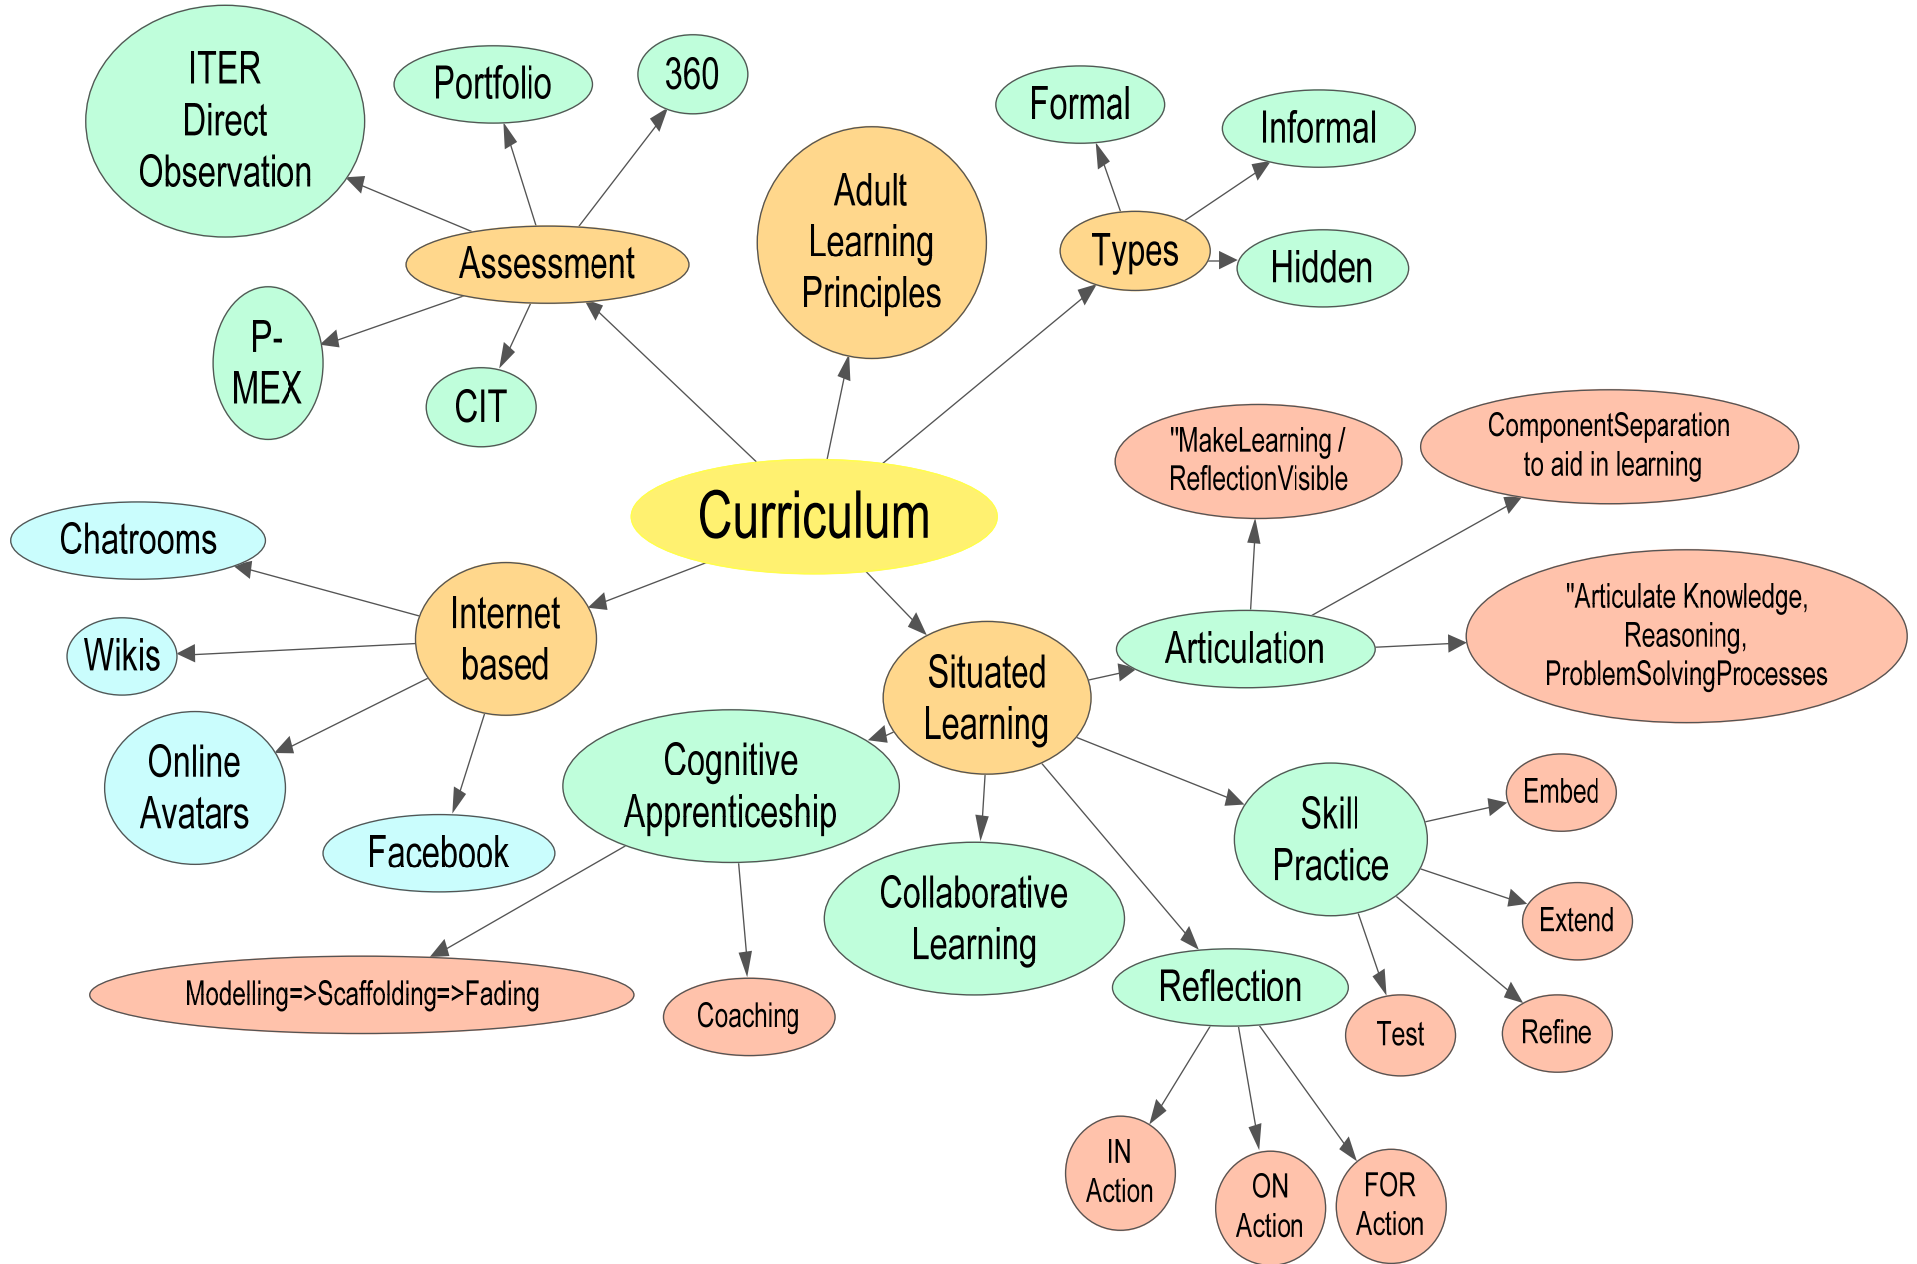 ITER
Direct
Observation
Portfolio
360
Assessment
P-
MEX
CIT
Adult
Learning
Principles
Formal
Informal
Types
Hidden
Curriculum
"MakeLearning /
ReflectionVisible
ComponentSeparation
to aid in learning
Articulation
"Articulate Knowledge,
Reasoning,
ProblemSolvingProcesses
Chatrooms
Wikis
Internet
based
Online
Avatars
Facebook
Situated
Learning
Cognitive
Apprenticeship
Modelling=>Scaffolding=>Fading
Coaching
Collaborative
Learning
Skill
Practice
Embed
Extend
Refine
Test
Reflection
IN
Action
ON
Action
FOR
Action